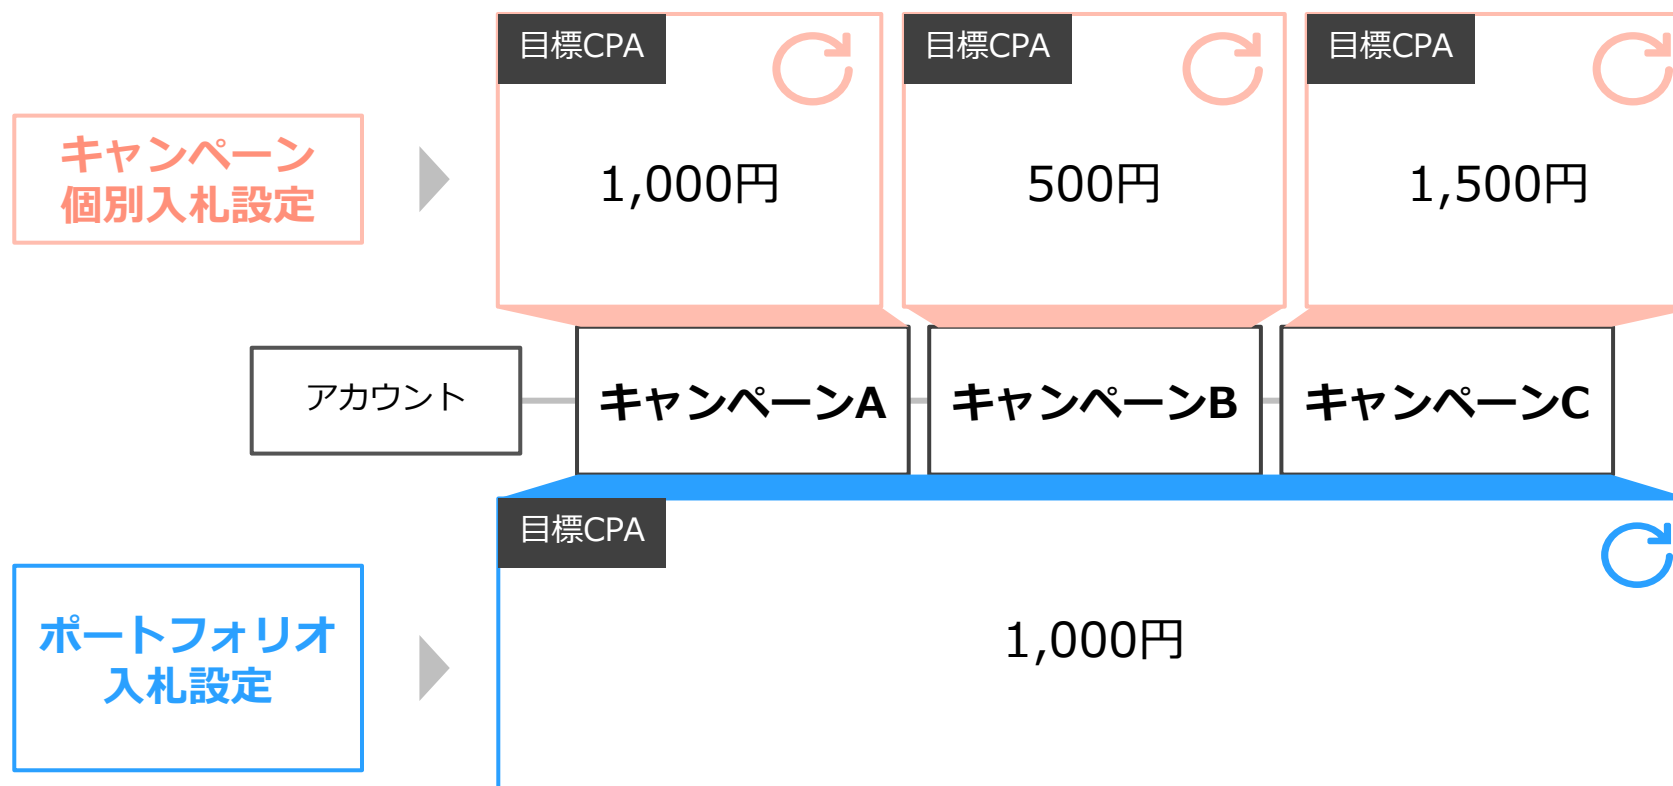 目標CPA
目標CPA
目標CPA
キャンペーン
個別入札設定
1,000円
500円
1,500円
アカウント
キャンペーンA
キャンペーンB
キャンペーンC
目標CPA
ポートフォリオ
入札設定
1,000円